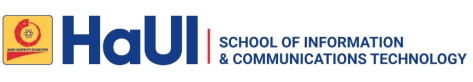 HaUI
SCHOOL OF INFORMATION
& COMMUNICATIONS TECHNOLOGY